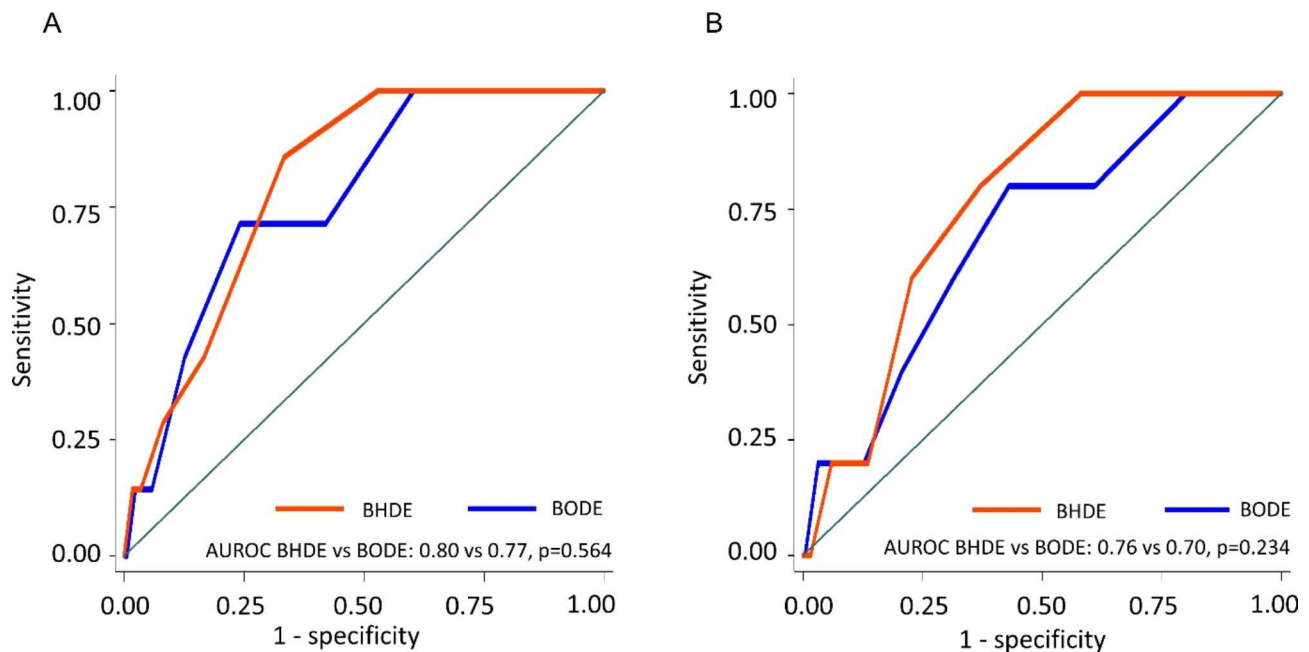 A
1.00
0.75
0.50
0.25
0.00
Sensitivity
BHDE BODE
AUROC BHDE vs BODE: 0.80 vs 0.77, p=0.564
0.00 0.25 0.50 0.75 1.00
1 - specificity
B
1.00
0.75
0.50
0.25
0.00
Sensitivity
BHDE BODE
AUROC BHDE vs BODE: 0.76 vs 0.70, p=0.234
0.00 0.25 0.50 0.75 1.00
1 - specificity